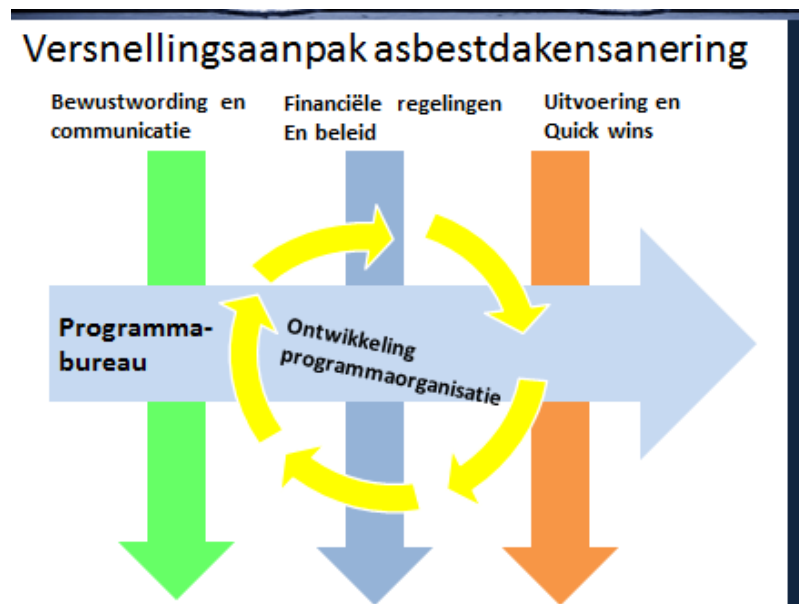 Versnellingsaanpak asbestdakensanering
Bewustwording en
communicatie
Financiële regelingen
En beleid
Uitvoering en
Quick wins
Programma-
bureau
Ontwikkeling
programmaorganisatie